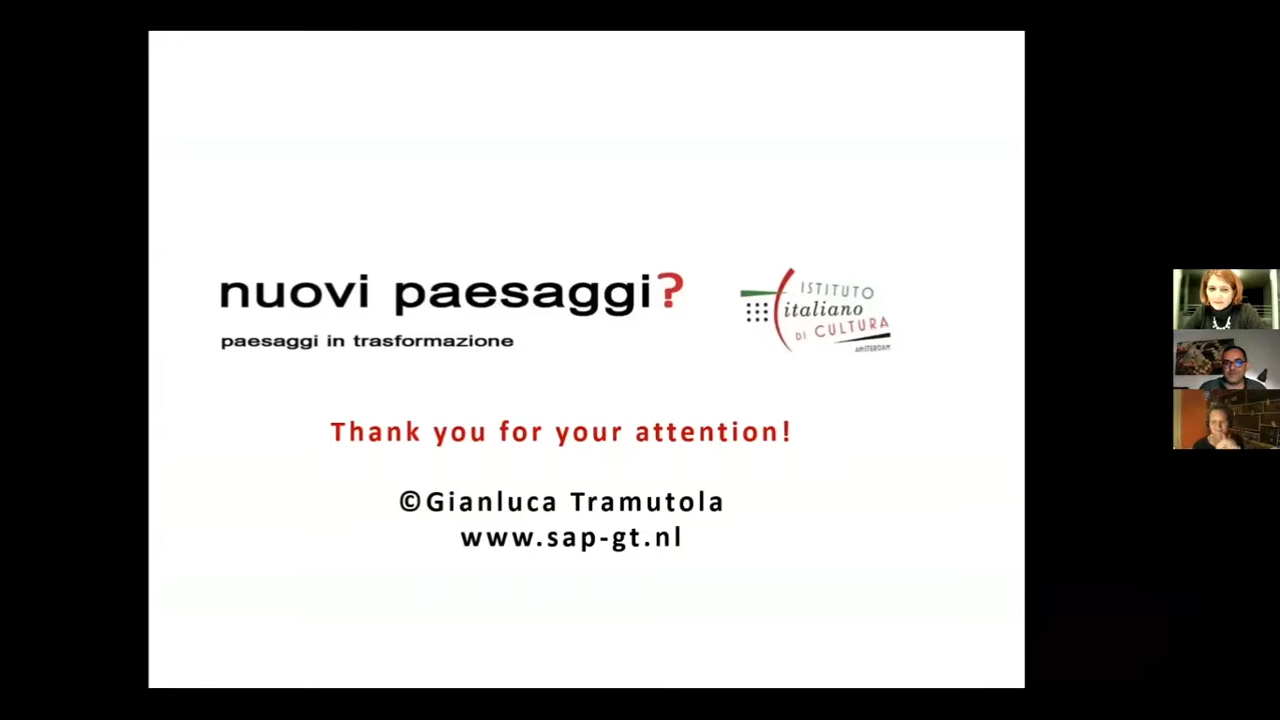 nuovi paesaggi?
paesaggi in trasformazione
ISTITUTO
italiano
DI CULTURA
AMSTERDAM
Thank you for your attention!
©Gianluca Tramutola
www.sap-gt.nl